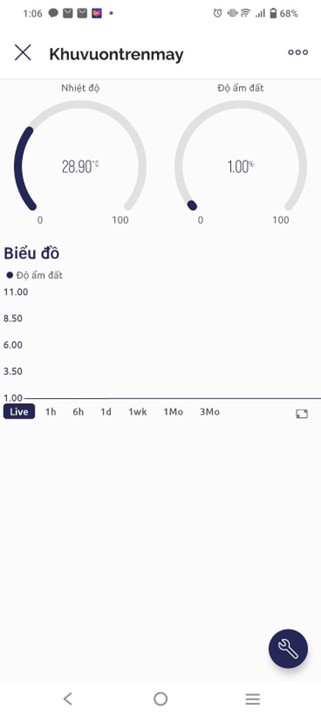 1:06 68%
Khuvuontrenmay
Nhiệt độ Độ ẩm đất
28.90°C 1.00%
0 100 0 100
Biểu đồ
Độ ẩm đất
11.00
8.50
6.00
3.50
1.00
Live 1h 6h 1d 1wk 1Mo 3Mo